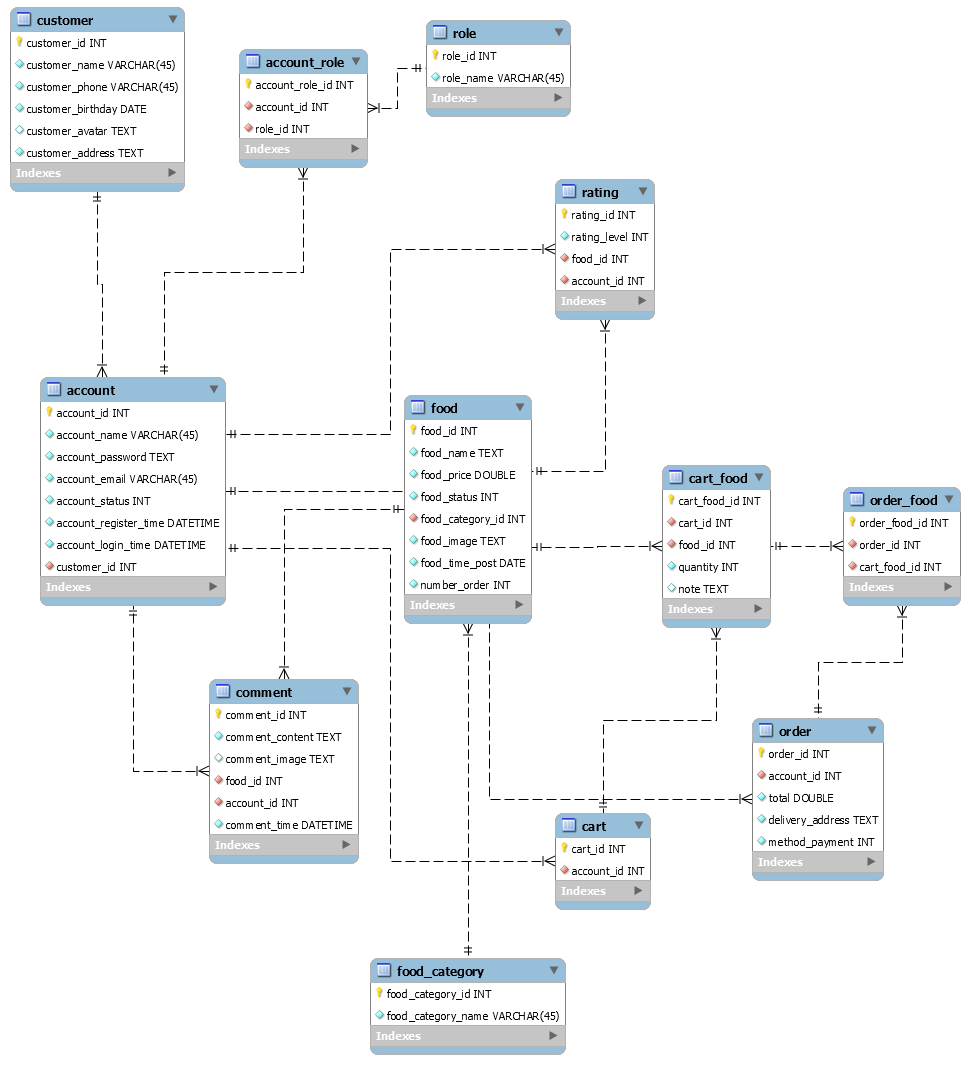 customer
customer_id INT
customer_name VARCHAR(45)
customer_phone VARCHAR(45)
customer_birthday DATE
customer_avatar TEXT
customer_address TEXT
Indexes
account_role
account_role_id INT
account_id INT
role_id INT
Indexes
role
role_id INT
role_name VARCHAR(45)
Indexes
rating
rating_id INT
rating_level INT
food_id INT
account_id INT
Indexes
account
account_id INT
account_name VARCHAR(45)
account_password TEXT
account_email VARCHAR(45)
account_status INT
account_register_time DATETIME
account_login_time DATETIME
customer_id INT
Indexes
food
food_id INT
food_name TEXT
food_price DOUBLE
food_status INT
food_category_id INT
food_image TEXT
food_time_post DATE
number_order INT
Indexes
cart_food
cart_food_id INT
cart_id INT
food_id INT
quantity INT
note TEXT
Indexes
order_food
order_food_id INT
order_id INT
cart_food_id INT
Indexes
comment
comment_id INT
comment_content TEXT
comment_image TEXT
food_id INT
account_id INT
comment_time DATETIME
Indexes
order
order_id INT
account_id INT
total DOUBLE
delivery_address TEXT
method_payment INT
Indexes
cart
cart_id INT
account_id INT
Indexes
food_category
food_category_id INT
food_category_name VARCHAR(45)
Indexes